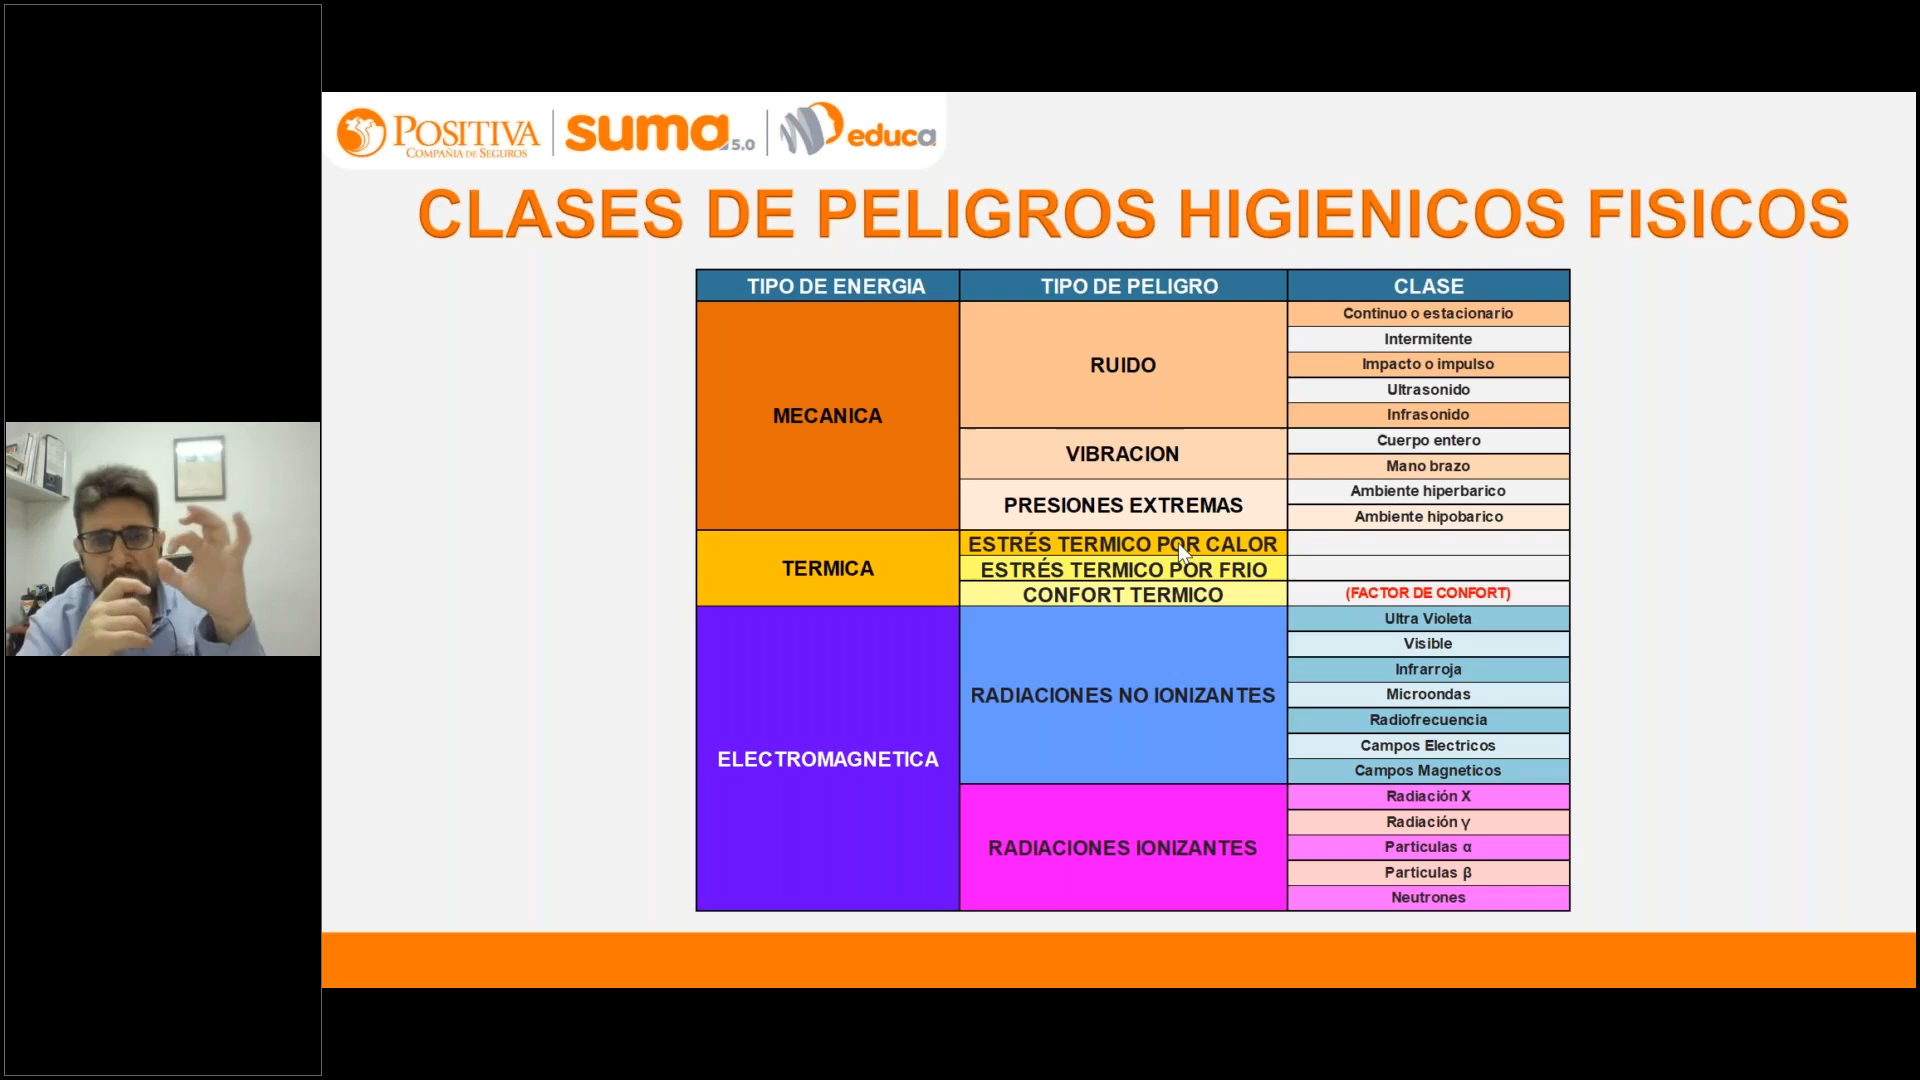 POSITIVA
COMPAÑIA DE SEGUROS
suma 5.0
educa
CLASES DE PELIGROS HIGIENICOS FISICOS
TIPO DE ENERGIA TIPO DE PELIGRO CLASE
MECANICA
RUIDO
Continuo o estacionario
Intermitente
Impacto o impulso
Ultrasonido
Infrasonido
VIBRACION
Cuerpo entero
Mano brazo
PRESIONES EXTREMAS
Ambiente hiperbarico
Ambiente hipobarico
TERMICA
ESTRÉS TERMICO POR CALOR
ESTRÉS TERMICO POR FRIO
CONFORT TERMICO
(FACTOR DE CONFORT)
ELECTROMAGNETICA
RADIACIONES NO IONIZANTES
Ultra Violeta
Visible
Infrarroja
Microondas
Radiofrecuencia
Campos Electricos
Campos Magneticos
RADIACIONES IONIZANTES
Radiación X
Radiación γ
Particulas α
Particulas β
Neutrones